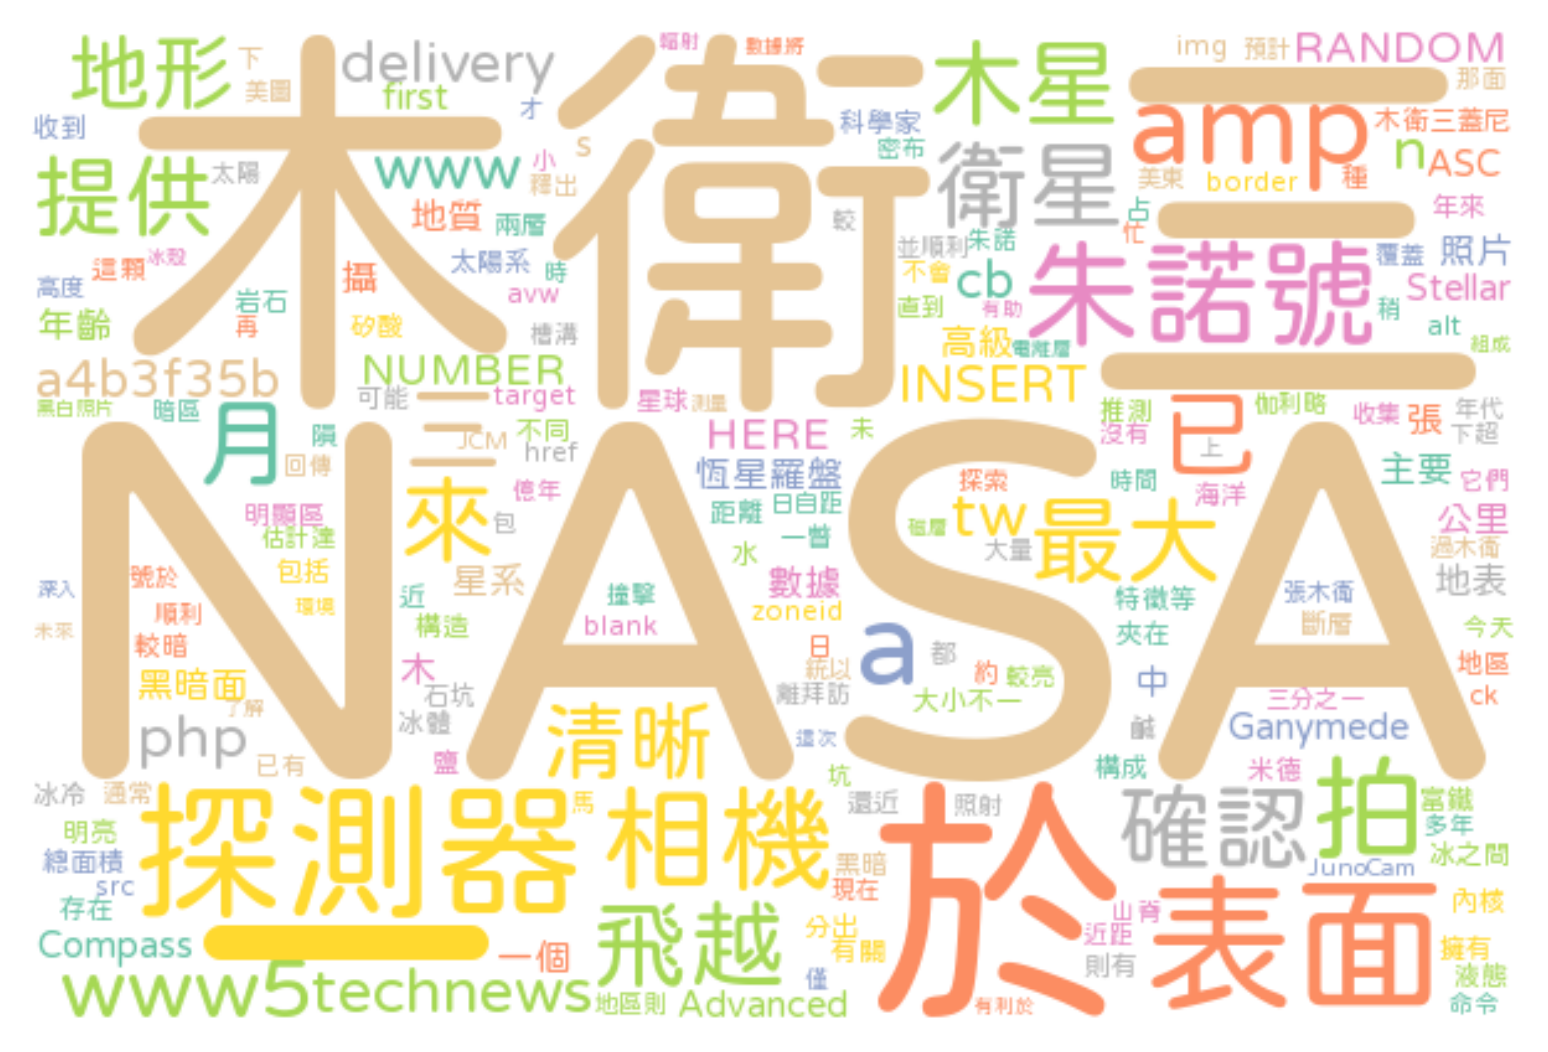 地形 下 美圖 delivery first 輻射 數據將 木星 img 預計 RANDOM 那面
收到 才 木衛三 科學家 密布 amp 木衛三蓋尼
提供 太陽 www 小 s 釋出 衛星 美東 border 種 n ASC
地質 兩層 較 占 忙 年來
高度 這顆 冰殼 攝 太陽系 時 並順利 朱諾 朱諾號 覆蓋 照片
岩石 avw 不會 cb Stellar
年齡 再 矽酸 槽溝 直到 有助 稍 alt
a4b3f35b NUMBER 高級 電離層 組成
黑白照片 暗區 可能 三 target 星球 測量 INSERT 推測 已 伽利略 收集 張 年代
月 隕 JCM 不同 HERE 未 沒有 上 下超
回傳 href 恆星羅盤 探索 時間 主要 它們
NASA
來 億年 距離 日自距 tw 最大 海洋 公里
明顯區 包 一瞥 磁層 大量 過木衛
估計達 水 地表
深入 號於 包括 星系 撞擊 數據 特徵等 張木衛
順利 環境 近 zoneid
未來 較暗 構造 blank a 夾在 斷層 今天
黑暗面 木 日 都 地區
了解 石坑 統以 約 較亮 中 三分之一 ck
php 冰體 清晰 離拜訪 大小不一 鹹 Ganymede
已有 鹽 這次 坑 構成 米德 拍
冰冷 通常 探測器 馬 相機 還近 照射 確認 富鐵
明亮 於 多年
總面積 黑暗 JunoCam 冰之間
src 現在 表面
存在 飛越 分出 山脊 內核
Compass 一 一個 有關 近距 擁有
www5technews 僅 則有 液態
地區則 Advanced 有利於 命令